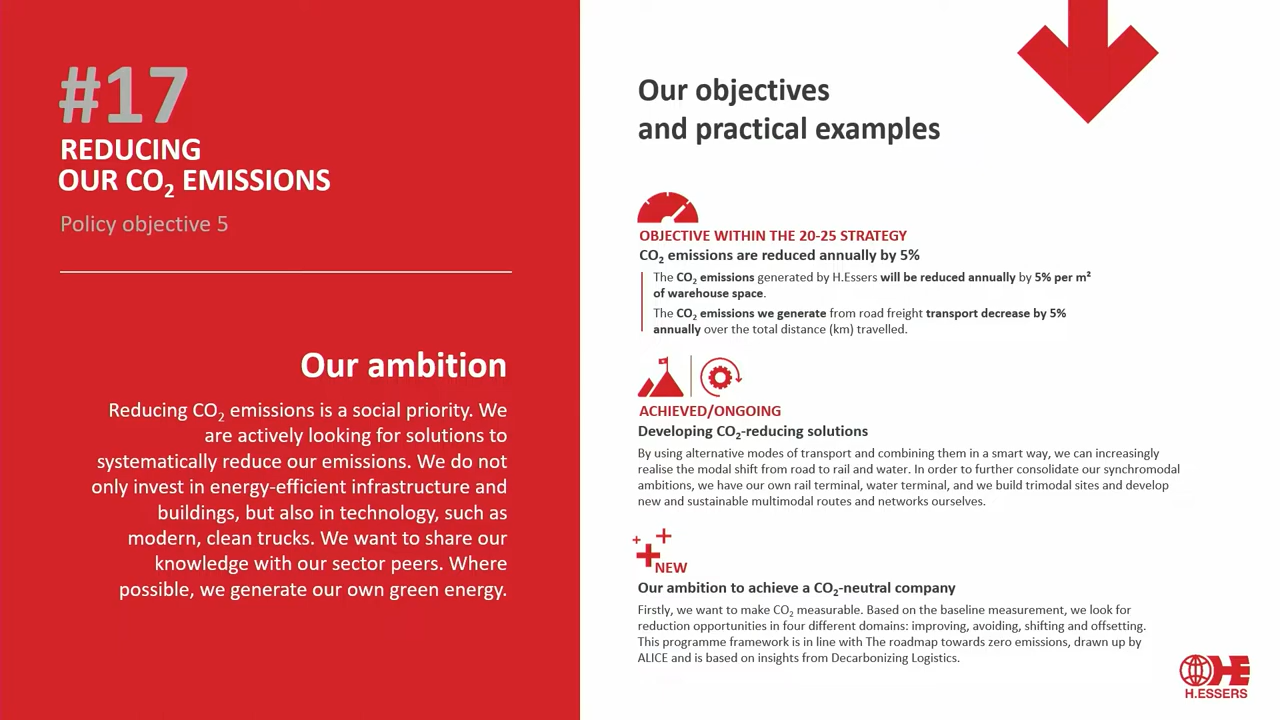 #17
REDUCING
OUR CO₂ EMISSIONS
Policy objective 5
Our ambition
Reducing CO₂ emissions is a social priority. We
are actively looking for solutions to
systematically reduce our emissions. We do not
only invest in energy-efficient infrastructure and
buildings, but also in technology, such as
modern, clean trucks. We want to share our
knowledge with our sector peers. Where
possible, we generate our own green energy.
Our objectives
and practical examples
OBJECTIVE WITHIN THE 20-25 STRATEGY
CO₂ emissions are reduced annually by 5%
The CO₂ emissions generated by H.Essers will be reduced annually by 5% per m²
of warehouse space.
The CO₂ emissions we generate from road freight transport decrease by 5%
annually over the total distance (km) travelled.
ACHIEVED/ONGOING
Developing CO₂-reducing solutions
By using alternative modes of transport and combining them in a smart way, we can increasingly
realise the modal shift from road to rail and water. In order to further consolidate our synchromodal
ambitions, we have our own rail terminal, water terminal, and we build trimodal sites and develop
new and sustainable multimodal routes and networks ourselves.
NEW
Our ambition to achieve a CO₂-neutral company
Firstly, we want to make CO₂ measurable. Based on the baseline measurement, we look for
reduction opportunities in four different domains: improving, avoiding, shifting and offsetting.
This programme framework is in line with The roadmap towards zero emissions, drawn up by
ALICE and is based on insights from Decarbonizing Logistics.
HE
H.ESSERS